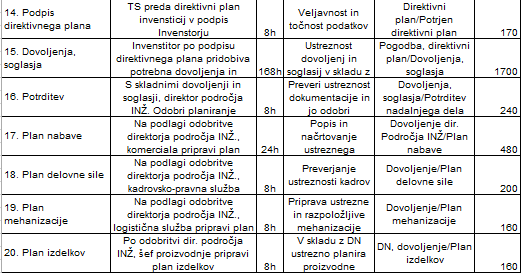 14. Podpis
direktivnega plana
TS preda direktivni plan
invensticij v podpis
Invenstorju
8h
Veljavnost in
točnost podatkov
Direktivni
plan/Potrjen
direktivni plan
170
15. Dovoljenja,
soglasja
Invenstitor po podpisu
direktivnega plana pridobiva
potrebna dovoljenja in
168h
Ustreznost
dovoljenj in
soglasij v skladu z
Pogodba, direktivni
plan/Dovoljenja,
soglasja
1700
16. Potrditev
S skladnimi dovoljenji in
soglasji, direktor področja
INŽ. Odobri planiranje
8h
Preveri ustreznost
dokumentacije in
jo odobri
Dovoljenja,
soglasja/Potrditev
nadalnjega dela
240
17. Plan nabave
Na podlagi odobritve
direktorja področja INŽ.,
komerciala pripravi plan
24h
Popis in
načrtovanje
ustreznega
Dovoljenje dir.
Področja INŽ/Plan
nabave
480
18. Plan delovne sile
Na podlagi odobritve
direktorja področja INŽ.,
kadrovsko-pravna služba
8h
Preverjanje
ustreznosti kadrov
Dovoljenje/Plan
delovne sile
200
19. Plan
mehanizacije
Na podlagi odobritve
direktorja področja INŽ.,
logistična služba pripravi plan
8h
Priprava ustrezne
in razpoložljive
mehanizacije
Dovoljenje/Plan
mehanizacije
160
20. Plan izdelkov
Po odobritvi dir. področja
INŽ, šef proizvodnje pripravi
plan izdelkov
8h
V skladu z DN
ustrezno planira
proizvodne
DN, dovoljenje/Plan
izdelkov
160